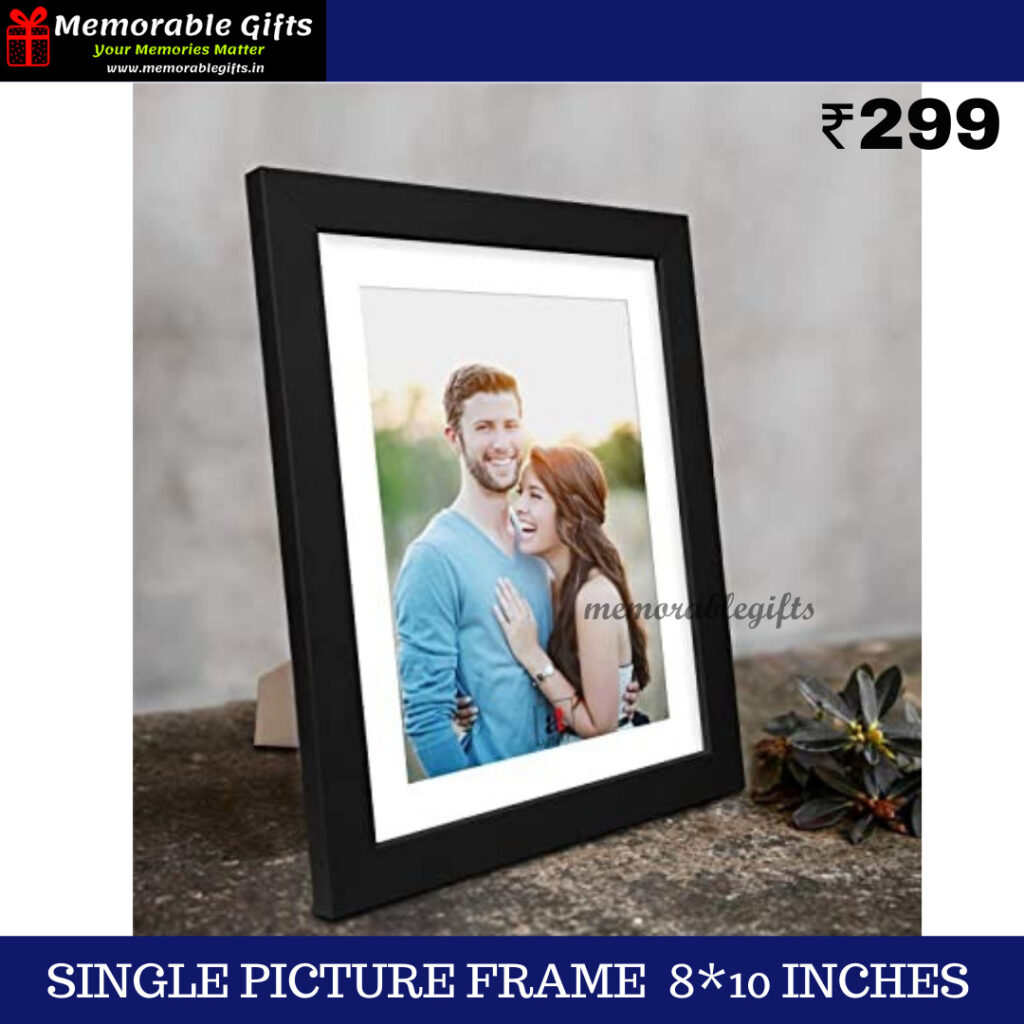 Memorable Gifts
Your Memories Matter
www.memorablegifts.in
₹299
memorablegifts
SINGLE PICTURE FRAME 8*10 INCHES